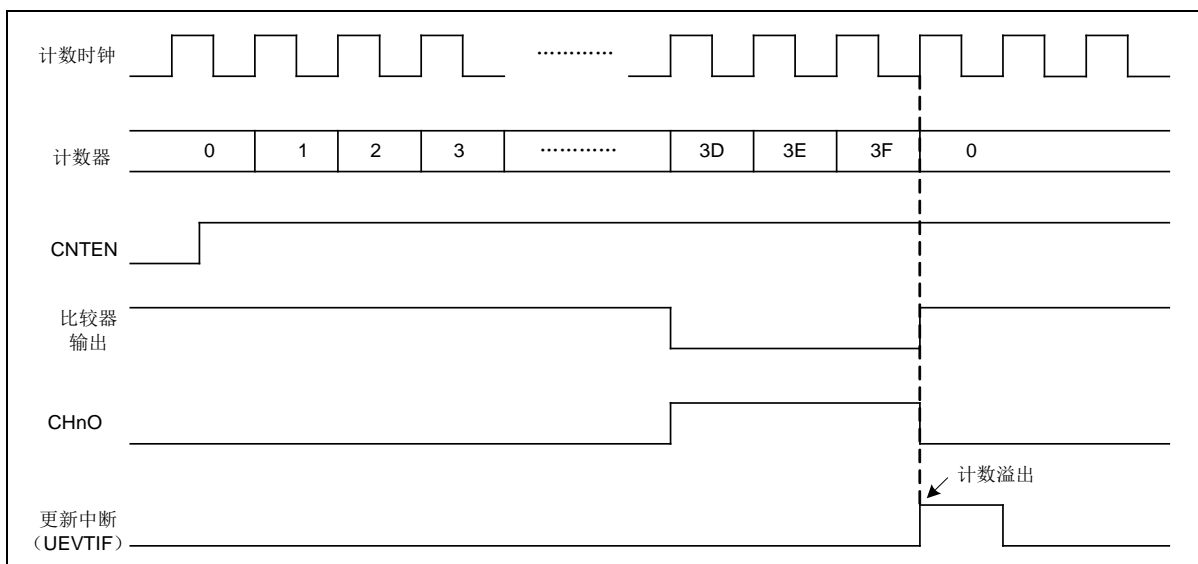 计数时钟
…………
计数器
0 1 2 3 ………… 3D 3E 3F 0
CNTEN
比较器
输出
CHnO
计数溢出
更新中断
（UEVTIF）